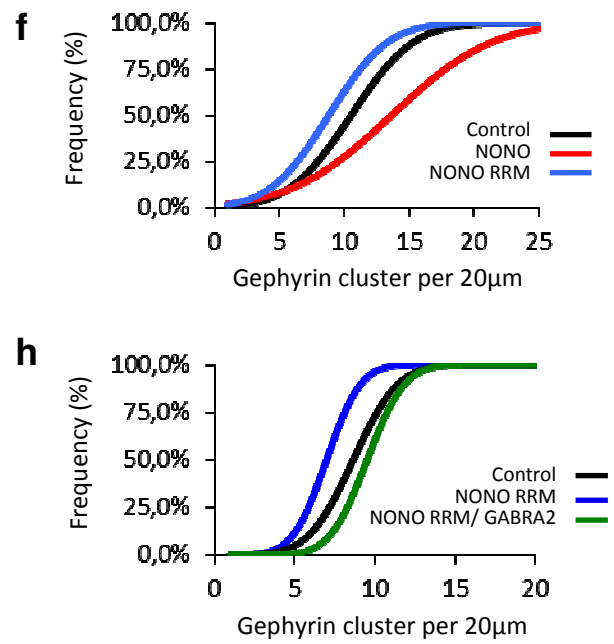 f
Frequency (%)
100,0%
75,0%
50,0%
25,0%
0,0%
Control
NONO
NONO RRM
0 5 10 15 20 25
Gephyrin cluster per 20µm
h
Frequency (%)
100,0%
75,0%
50,0%
25,0%
0,0%
Control
NONO RRM
NONO RRM/ GABRA2
0 5 10 15 20
Gephyrin cluster per 20µm